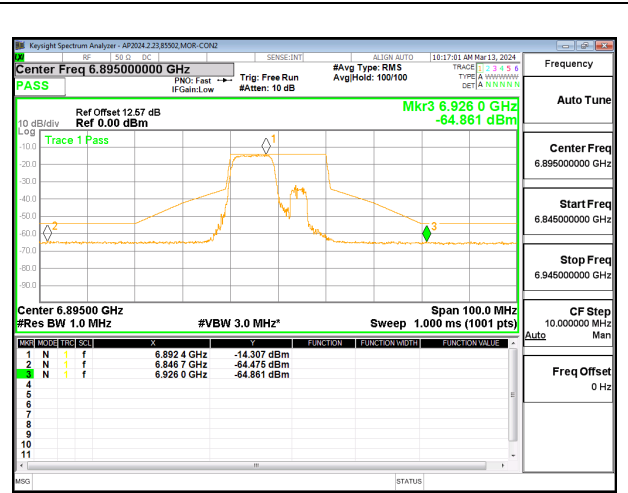 Keysight Spectrum Analyzer - AP2024.2.23,85502,MOR-CON2
RF 50 Ω DC SENSE:INT ALIGN AUTO 10:17:01 AM Mar 13, 2024
Center Freq 6.895000000 GHz
PASS
PNO: Fast
IFGain:Low
Trig: Free Run
#Atten: 10 dB
#Avg Type: RMS
Avg|Hold: 100/100
TRACE 1 2 3 4 5 6
TYPE A WWWWW
DET A N N N N N
Ref Offset 12.57 dB
10 dB/div Ref 0.00 dBm
Mkr3 6.926 0 GHz
-64.861 dBm
Log
Trace 1 Pass
-10.0
-20.0
-30.0
-40.0
-50.0
-60.0
-70.0
-80.0
-90.0
1
2
3
Center 6.89500 GHz Span 100.0 MHz
#Res BW 1.0 MHz #VBW 3.0 MHz* Sweep 1.000 ms (1001 pts)
MKR MODE TRC SCL X Y FUNCTION FUNCTION WIDTH FUNCTION VALUE
1 N 1 f 6.892 4 GHz -14.307 dBm
2 N 1 f 6.846 7 GHz -64.475 dBm
3 N 1 f 6.926 0 GHz -64.861 dBm
4
5
6
7
8
9
10
11
MSG STATUS
Frequency
Auto Tune
Center Freq
6.895000000 GHz
Start Freq
6.845000000 GHz
Stop Freq
6.945000000 GHz
CF Step
10.000000 MHz
Auto Man
Freq Offset
0 Hz